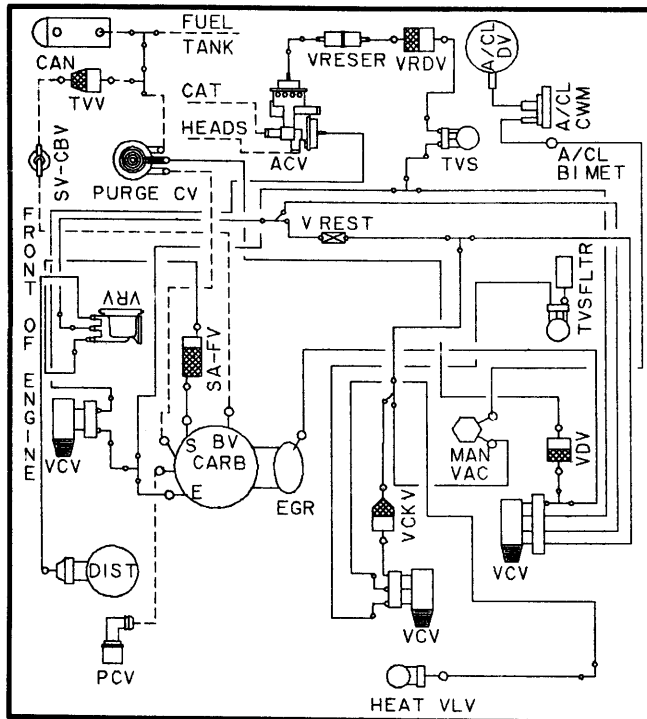 FUEL
TANK
CAN
TVV
VRESER
VRDV
A/CL
DV
A/CL
CWM
CAT
HEADS
ACV
TVS
A/CL
BIMET
SV-CBV
PURGE CV
V REST
FRONT OF ENGINE
VRV
TVSFLTR
SA-FV
S
BV
CARB
E
EGR
MAN
VAC
VDV
VCV
VCKV
VCV
DIST
VCV
PCV
HEAT VLV